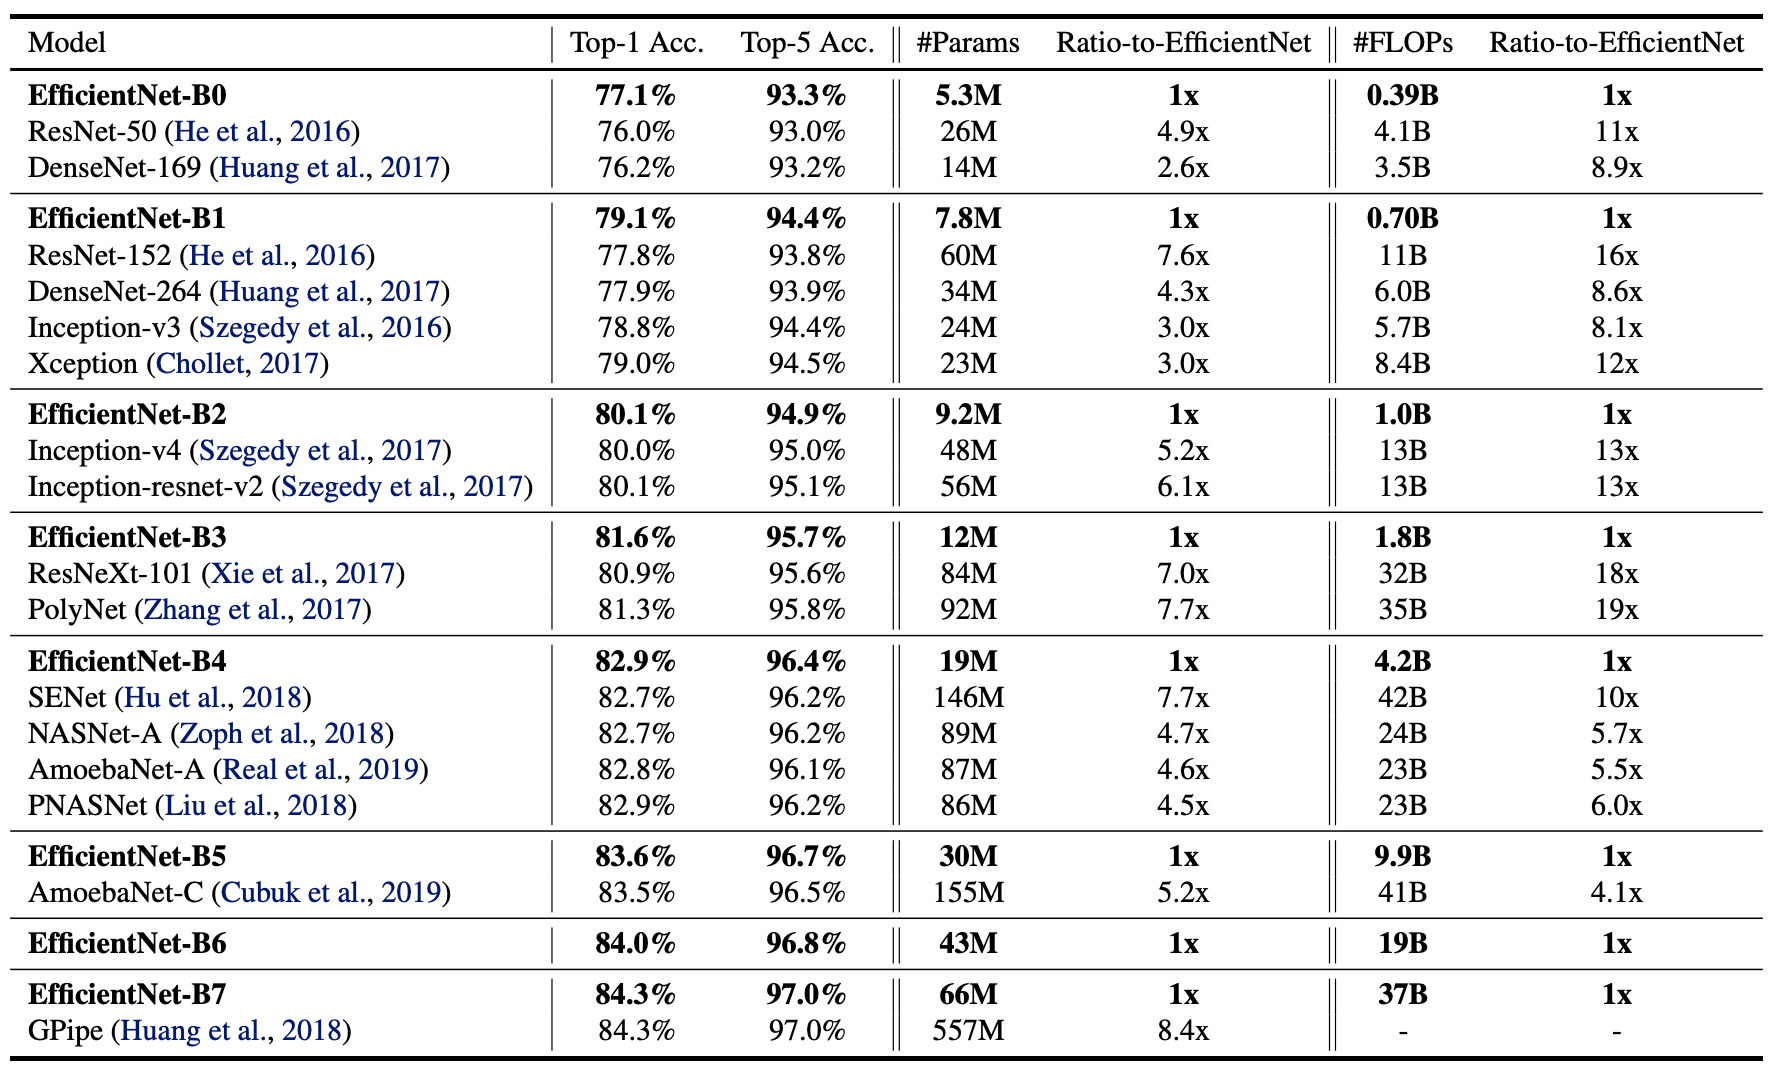 Model Top-1 Acc. Top-5 Acc. #Params Ratio-to-EfficientNet #FLOPs Ratio-to-EfficientNet
EfficientNet-B0 77.1% 93.3% 5.3M 1x 0.39B 1x
ResNet-50 (He et al., 2016) 76.0% 93.0% 26M 4.9x 4.1B 11x
DenseNet-169 (Huang et al., 2017) 76.2% 93.2% 14M 2.6x 3.5B 8.9x
EfficientNet-B1 79.1% 94.4% 7.8M 1x 0.70B 1x
ResNet-152 (He et al., 2016) 77.8% 93.8% 60M 7.6x 11B 16x
DenseNet-264 (Huang et al., 2017) 77.9% 93.9% 34M 4.3x 6.0B 8.6x
Inception-v3 (Szegedy et al., 2016) 78.8% 94.4% 24M 3.0x 5.7B 8.1x
Xception (Chollet, 2017) 79.0% 94.5% 23M 3.0x 8.4B 12x
EfficientNet-B2 80.1% 94.9% 9.2M 1x 1.0B 1x
Inception-v4 (Szegedy et al., 2017) 80.0% 95.0% 48M 5.2x 13B 13x
Inception-resnet-v2 (Szegedy et al., 2017) 80.1% 95.1% 56M 6.1x 13B 13x
EfficientNet-B3 81.6% 95.7% 12M 1x 1.8B 1x
ResNeXt-101 (Xie et al., 2017) 80.9% 95.6% 84M 7.0x 32B 18x
PolyNet (Zhang et al., 2017) 81.3% 95.8% 92M 7.7x 35B 19x
EfficientNet-B4 82.9% 96.4% 19M 1x 4.2B 1x
SENet (Hu et al., 2018) 82.7% 96.2% 146M 7.7x 42B 10x
NASNet-A (Zoph et al., 2018) 82.7% 96.2% 89M 4.7x 24B 5.7x
AmoebaNet-A (Real et al., 2019) 82.8% 96.1% 87M 4.6x 23B 5.5x
PNASNet (Liu et al., 2018) 82.9% 96.2% 86M 4.5x 23B 6.0x
EfficientNet-B5 83.6% 96.7% 30M 1x 9.9B 1x
AmoebaNet-C (Cubuk et al., 2019) 83.5% 96.5% 155M 5.2x 41B 4.1x
EfficientNet-B6 84.0% 96.8% 43M 1x 19B 1x
EfficientNet-B7 84.3% 97.0% 66M 1x 37B 1x
GPipe (Huang et al., 2018) 84.3% 97.0% 557M 8.4x - -